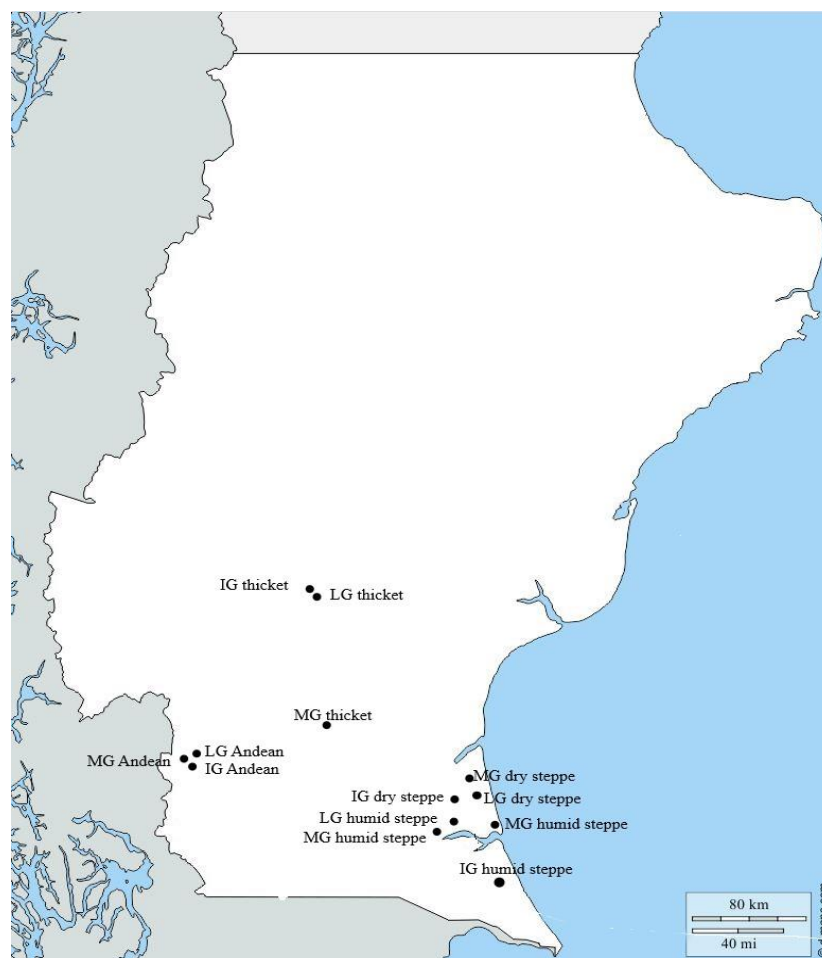 IG thicket
LG thicket
MG thicket
LG Andean
MG Andean
IG Andean
MG dry steppe
IG dry steppe
LG dry steppe
LG humid steppe
MG humid steppe
MG humid steppe
IG humid steppe
80 km
40 mi